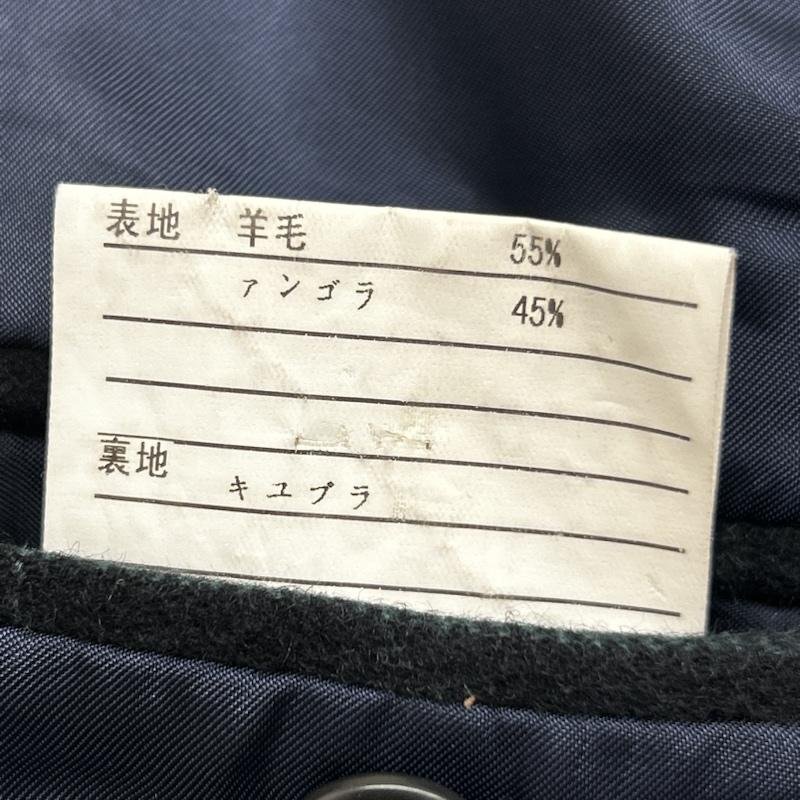 表地 羊毛 55%
アンゴラ 45%
裏地
キユプラ